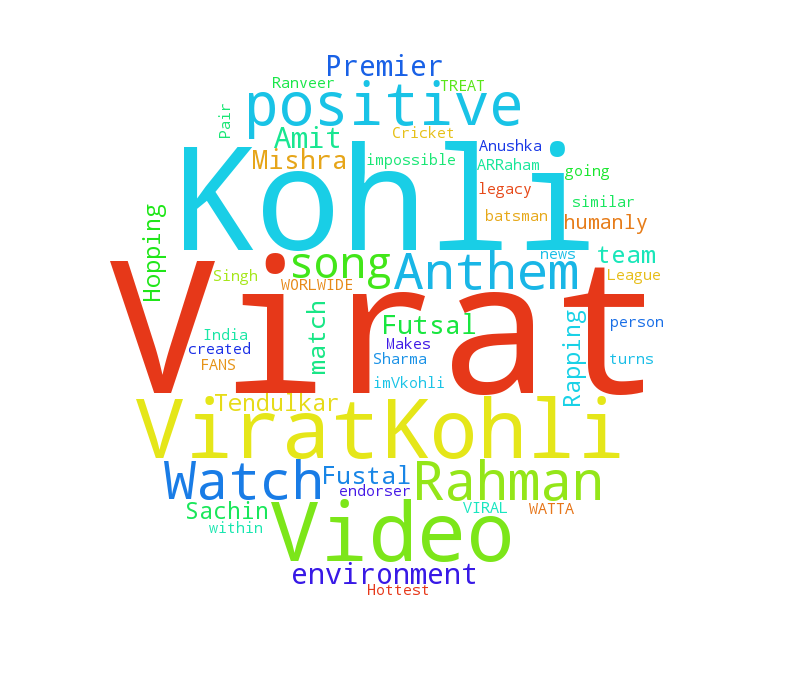 Premier
Ranveer
TREAT
positive
Pair
Cricket
Amit
Anushka
Mishra
impossible
ARRaham
going
Kohli
legacy
similar
batsman
humanly
Hopping
song
Anthem
news
team
Singh
WORLWIDE
League
Virat
match
Futsal
Rapping
person
India
created
Makes
FANS
Sharma
turns
imVkohli
Tendulkar
ViratKohli
Watch
Fustal
Rahman
endorser
Sachin
Video
VIRAL
WATTA
within
environment
Hottest